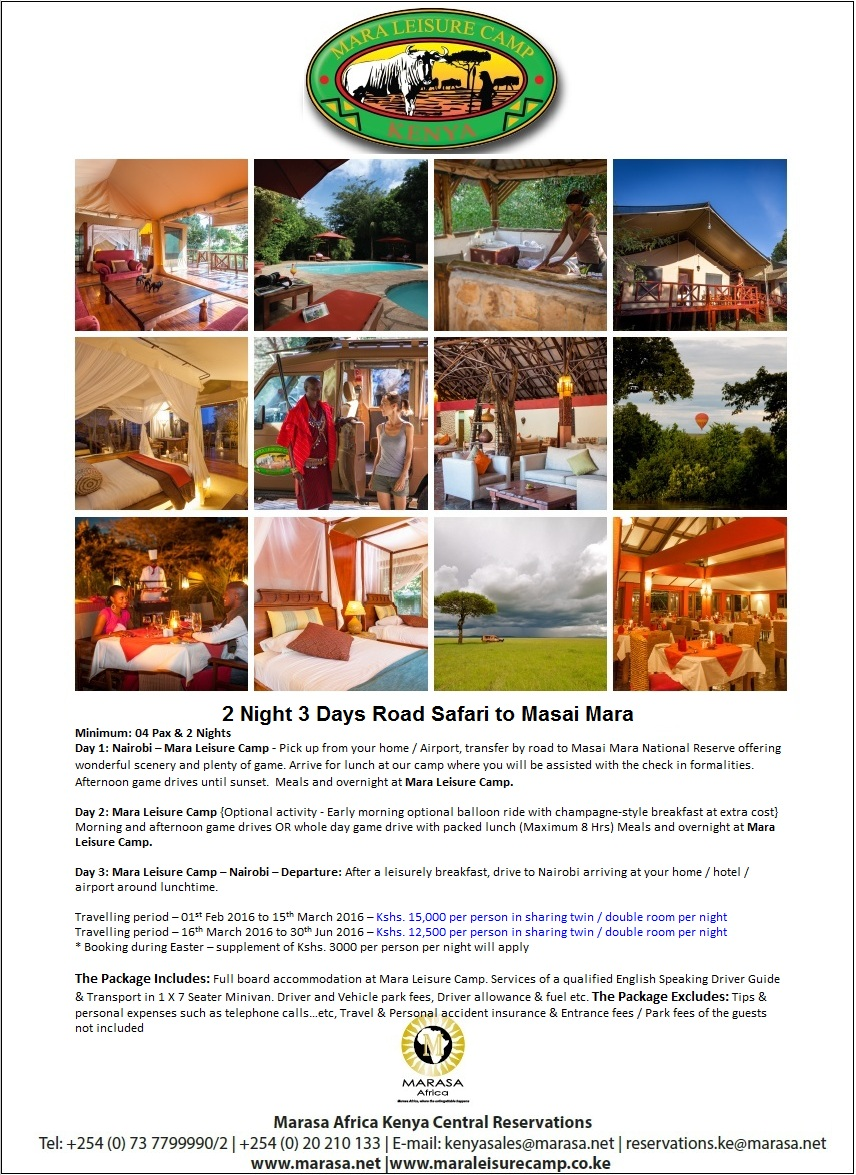 MARA LEISURE CAMP
KENYA
2 Night 3 Days Road Safari to Masai Mara
Minimum: 04 Pax & 2 Nights
Day 1: Nairobi – Mara Leisure Camp - Pick up from your home / Airport, transfer by road to Masai Mara National Reserve offering
wonderful scenery and plenty of game. Arrive for lunch at our camp where you will be assisted with the check in formalities.
Afternoon game drives until sunset.  Meals and overnight at Mara Leisure Camp.
Day 2: Mara Leisure Camp {Optional activity - Early morning optional balloon ride with champagne-style breakfast at extra cost}
Morning and afternoon game drives OR whole day game drive with packed lunch (Maximum 8 Hrs) Meals and overnight at Mara
Leisure Camp.
Day 3: Mara Leisure Camp – Nairobi – Departure: After a leisurely breakfast, drive to Nairobi arriving at your home / hotel /
airport around lunchtime.
Travelling period – 01st Feb 2016 to 15th March 2016 – Kshs. 15,000 per person in sharing twin / double room per night
Travelling period – 16th March 2016 to 30th Jun 2016 – Kshs. 12,500 per person in sharing twin / double room per night
* Booking during Easter – supplement of Kshs. 3000 per person per night will apply
The Package Includes: Full board accommodation at Mara Leisure Camp. Services of a qualified English Speaking Driver Guide
& Transport in 1 X 7 Seater Minivan. Driver and Vehicle park fees, Driver allowance & fuel etc. The Package Excludes: Tips &
personal expenses such as telephone calls…etc, Travel & Personal accident insurance & Entrance fees / Park fees of the guests
not included
M
MARASA
Africa
Marasa Africa, where the unforgettable happens
Marasa Africa Kenya Central Reservations
Tel: +254 (0) 73 7799990/2 | +254 (0) 20 210 133 | E-mail: kenyasales@marasa.net | reservations.ke@marasa.net
www.marasa.net |www.maraleisurecamp.co.ke